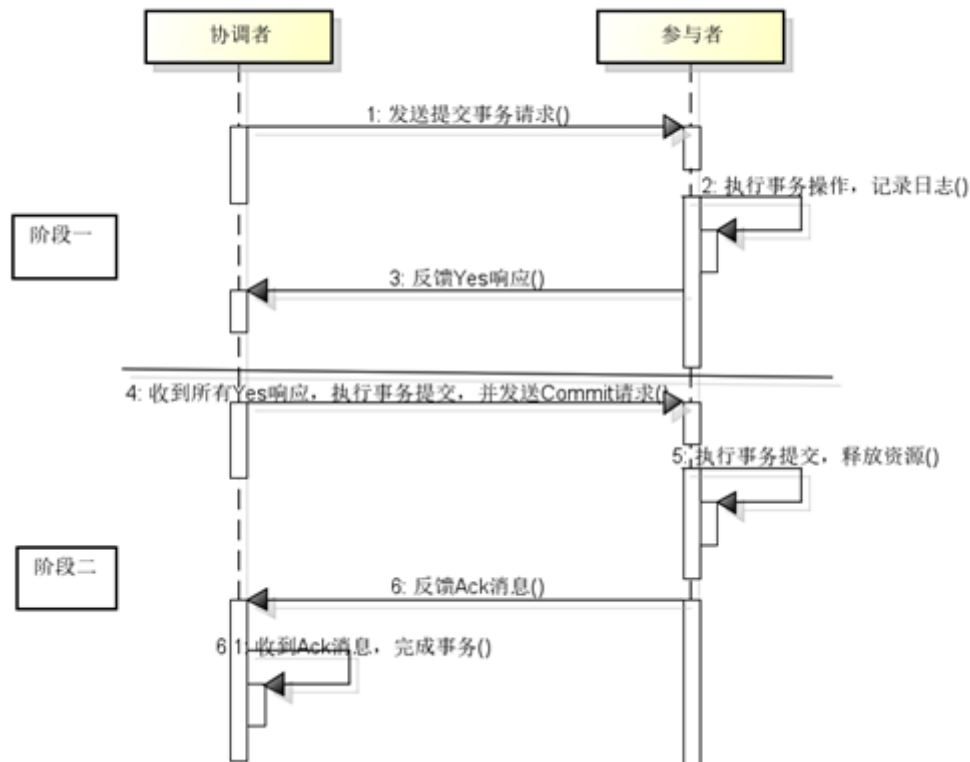 协调者
参与者
1: 发送提交事务请求()
2: 执行事务操作，记录日志()
阶段一
3: 反馈Yes响应()
4: 收到所有Yes响应，执行事务提交，并发送Commit请求()
5: 执行事务提交，释放资源()
阶段二
6: 反馈Ack消息()
6.1: 收到Ack消息，完成事务()